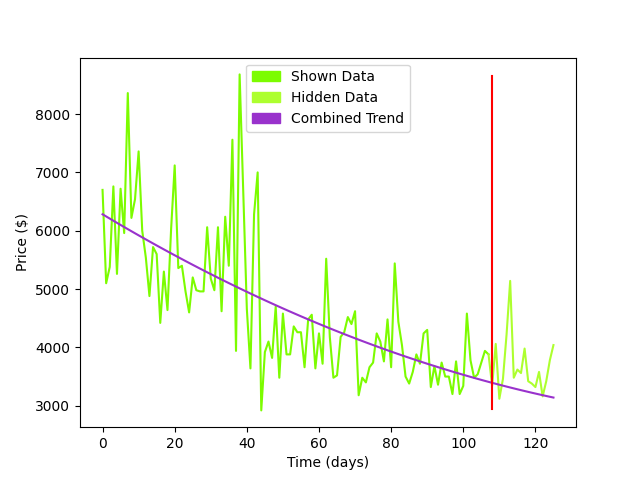 Shown Data
Hidden Data
Combined Trend
Price ($)
8000
7000
6000
5000
4000
3000
0 20 40 60 80 100 120
Time (days)